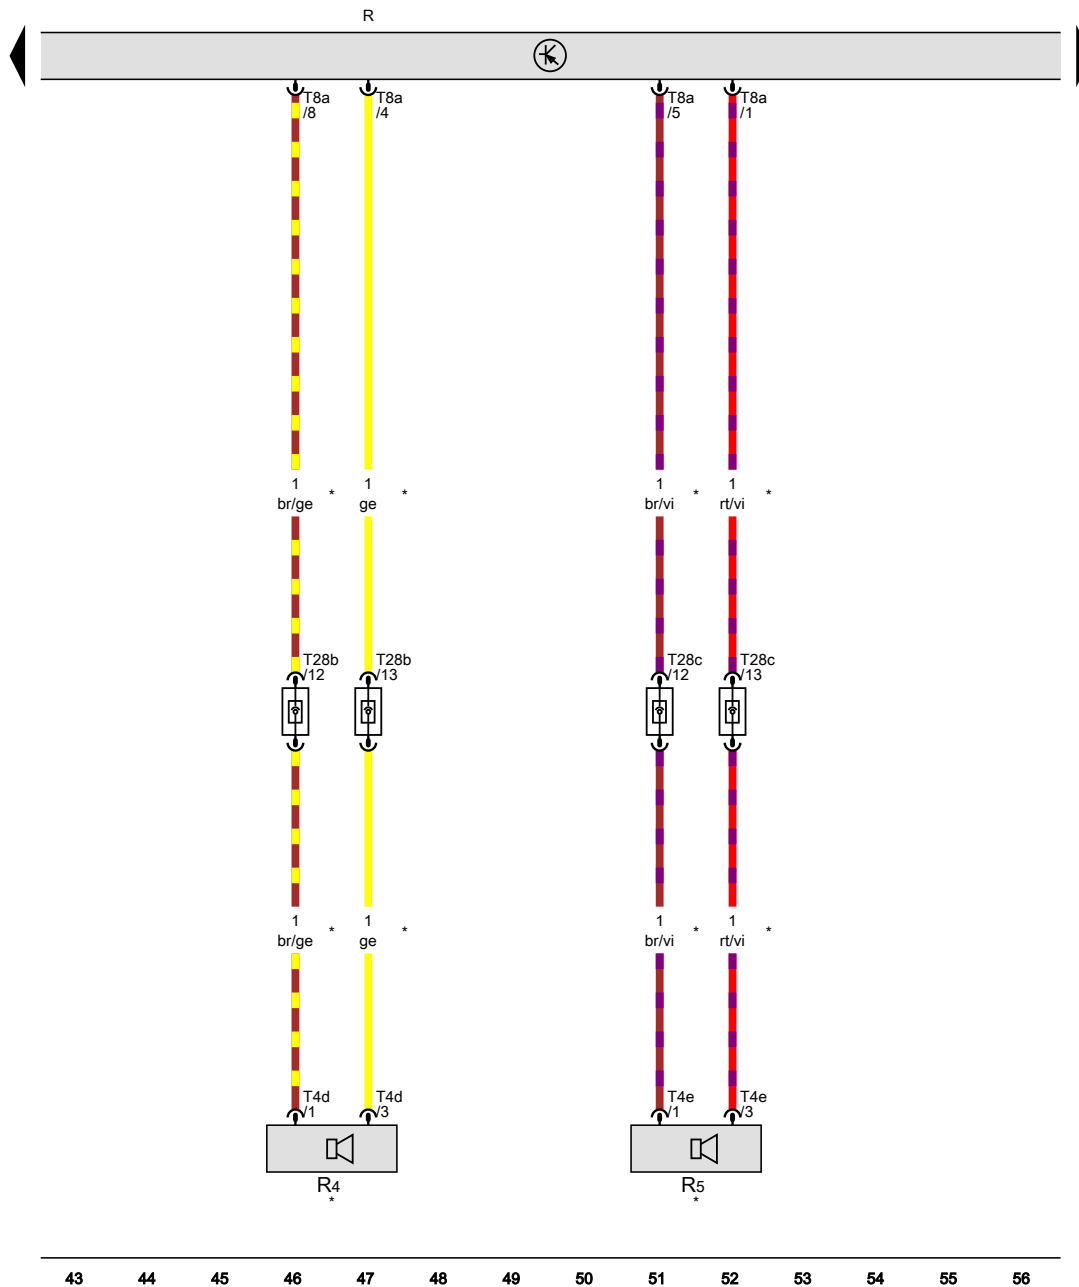 R
T8a T8a T8a T8a
/8 /4 /5 /1
1 1 1 1
* * * *
br/ge ge br/vi rt/vi
T28b T28b T28c T28c
/12 /13 /12 /13
1 1 1 1
* * * *
br/ge ge br/vi rt/vi
T4d T4d T4e T4e
/1 /3 /1 /3
R4 R5
* *
43 44 45 46 47 48 49 50 51 52 53 54 55 56